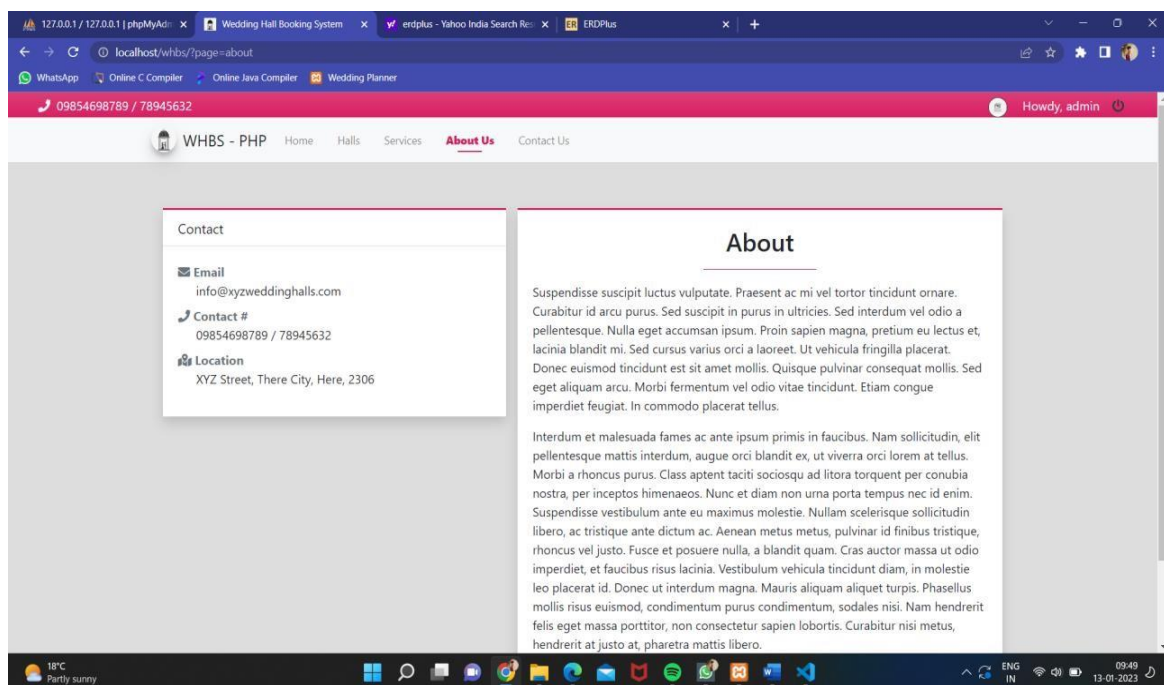 127.0.0.1 / 127.0.0.1 | phpMyAdm
Wedding Hall Booking System
erdplus - Yahoo India Search Res
ER ERDPlus
localhost/whbs/?page=about
WhatsApp Online C Compiler Online Java Compiler Wedding Planner
09854698789 / 78945632
Howdy, admin
WHBS - PHP Home Halls Services About Us Contact Us
Contact
Email
info@xyzweddinghalls.com
Contact #
09854698789 / 78945632
Location
XYZ Street, There City, Here, 2306
About
Suspendisse suscipit luctus vulputate. Praesent ac mi vel tortor tincidunt ornare.
Curabitur id arcu purus. Sed suscipit in purus in ultricies. Sed interdum vel odio a
pellentesque. Nulla eget accumsan ipsum. Proin sapien magna, pretium eu lectus et,
lacinia blandit mi. Sed cursus varius orci a laoreet. Ut vehicula fringilla placerat.
Donec euismod tincidunt est sit amet mollis. Quisque pulvinar consequat mollis. Sed
eget aliquam arcu. Morbi fermentum vel odio vitae tincidunt. Etiam congue
imperdiet feugiat. In commodo placerat tellus.
Interdum et malesuada fames ac ante ipsum primis in faucibus. Nam sollicitudin, elit
pellentesque mattis interdum, augue orci blandit ex, ut viverra orci lorem at tellus.
Morbi a rhoncus purus. Class aptent taciti sociosqu ad litora torquent per conubia
nostra, per inceptos himenaeos. Nunc et diam non urna porta tempus nec id enim.
Suspendisse vestibulum ante eu maximus molestie. Nullam scelerisque sollicitudin
libero, ac tristique ante dictum ac. Aenean metus metus, pulvinar id finibus tristique,
rhoncus vel justo. Fusce et posuere nulla, a blandit quam. Cras auctor massa ut odio
imperdiet, et faucibus risus lacinia. Vestibulum vehicula tincidunt diam, in molestie
leo placerat id. Donec ut interdum magna. Mauris aliquam aliquet turpis. Phasellus
mollis risus euismod, condimentum purus condimentum, sodales nisi. Nam hendrerit
felis eget massa porttitor, non consectetur sapien lobortis. Curabitur nisi metus,
hendrerit at justo at, pharetra mattis libero.
18°C
Partly sunny
ENG
IN
09:49
13-01-2023